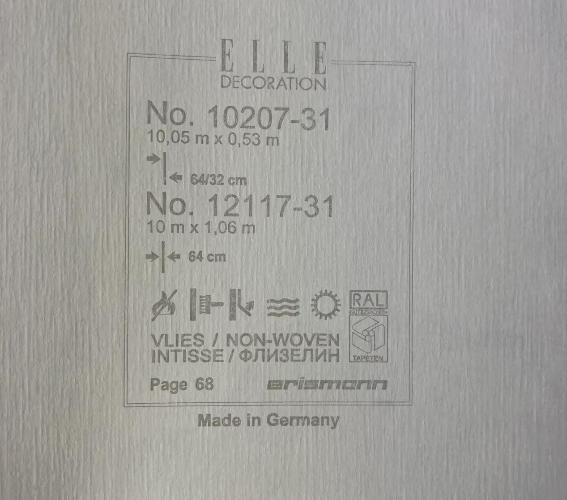 ELLE
DECORATION
No. 10207-31
10,05 m x 0,53 m
64/32 cm
No. 12117-31
10 m x 1,06 m
64 cm
RAL
GÜTEZEICHEN
TAPETEN
VLIES / NON-WOVEN
INTISSE / ФЛИЗЕЛИН
Page 68
erismann
Made in Germany